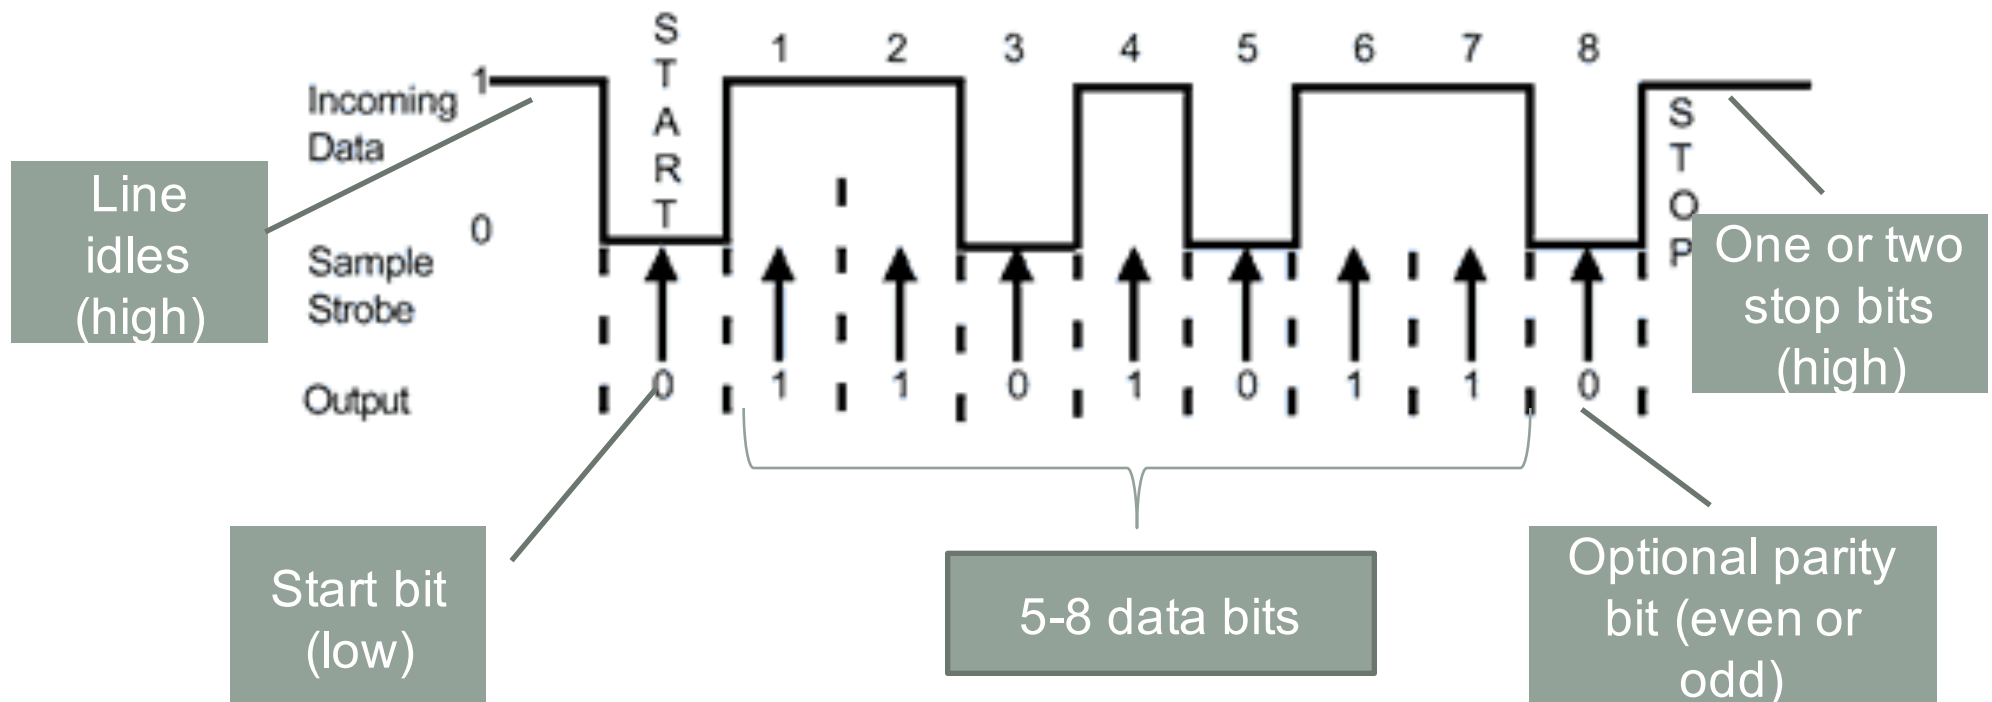 START
1 2 3 4 5 6 7 8
Incoming 1
Data
STOP
0
Sample
Strobe
Output 0 1 1 0 1 0 1 1 0
Line
idles
(high)
One or two
stop bits
(high)
Start bit
(low)
5-8 data bits
Optional parity
bit (even or
odd)